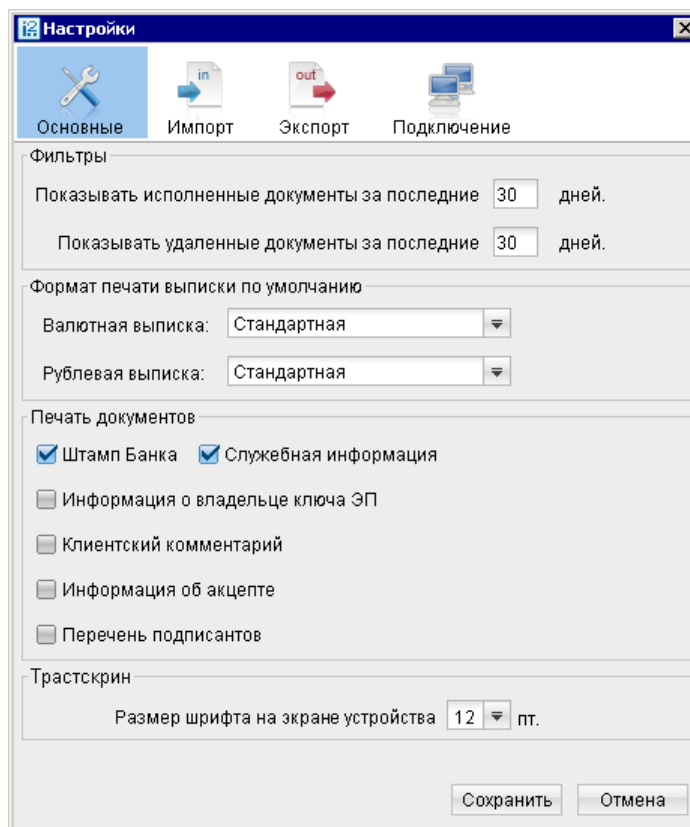 Настройки
in out
Основные Импорт Экспорт Подключение
Фильтры
Показывать исполненные документы за последние 30 дней.
Показывать удаленные документы за последние 30 дней.
Формат печати выписки по умолчанию
Валютная выписка: Стандартная
Рублевая выписка: Стандартная
Печать документов
Штамп Банка Служебная информация
Информация о владельце ключа ЭП
Клиентский комментарий
Информация об акцепте
Перечень подписантов
Трастскрин
Размер шрифта на экране устройства 12 пт.
Сохранить Отмена